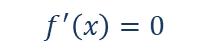 f′(x) = 0